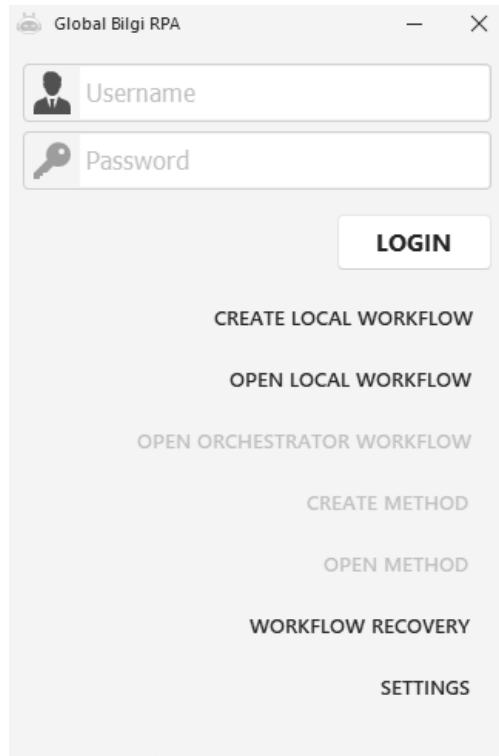 Global Bilgi RPA
Username
Password
LOGIN
CREATE LOCAL WORKFLOW
OPEN LOCAL WORKFLOW
OPEN ORCHESTRATOR WORKFLOW
CREATE METHOD
OPEN METHOD
WORKFLOW RECOVERY
SETTINGS